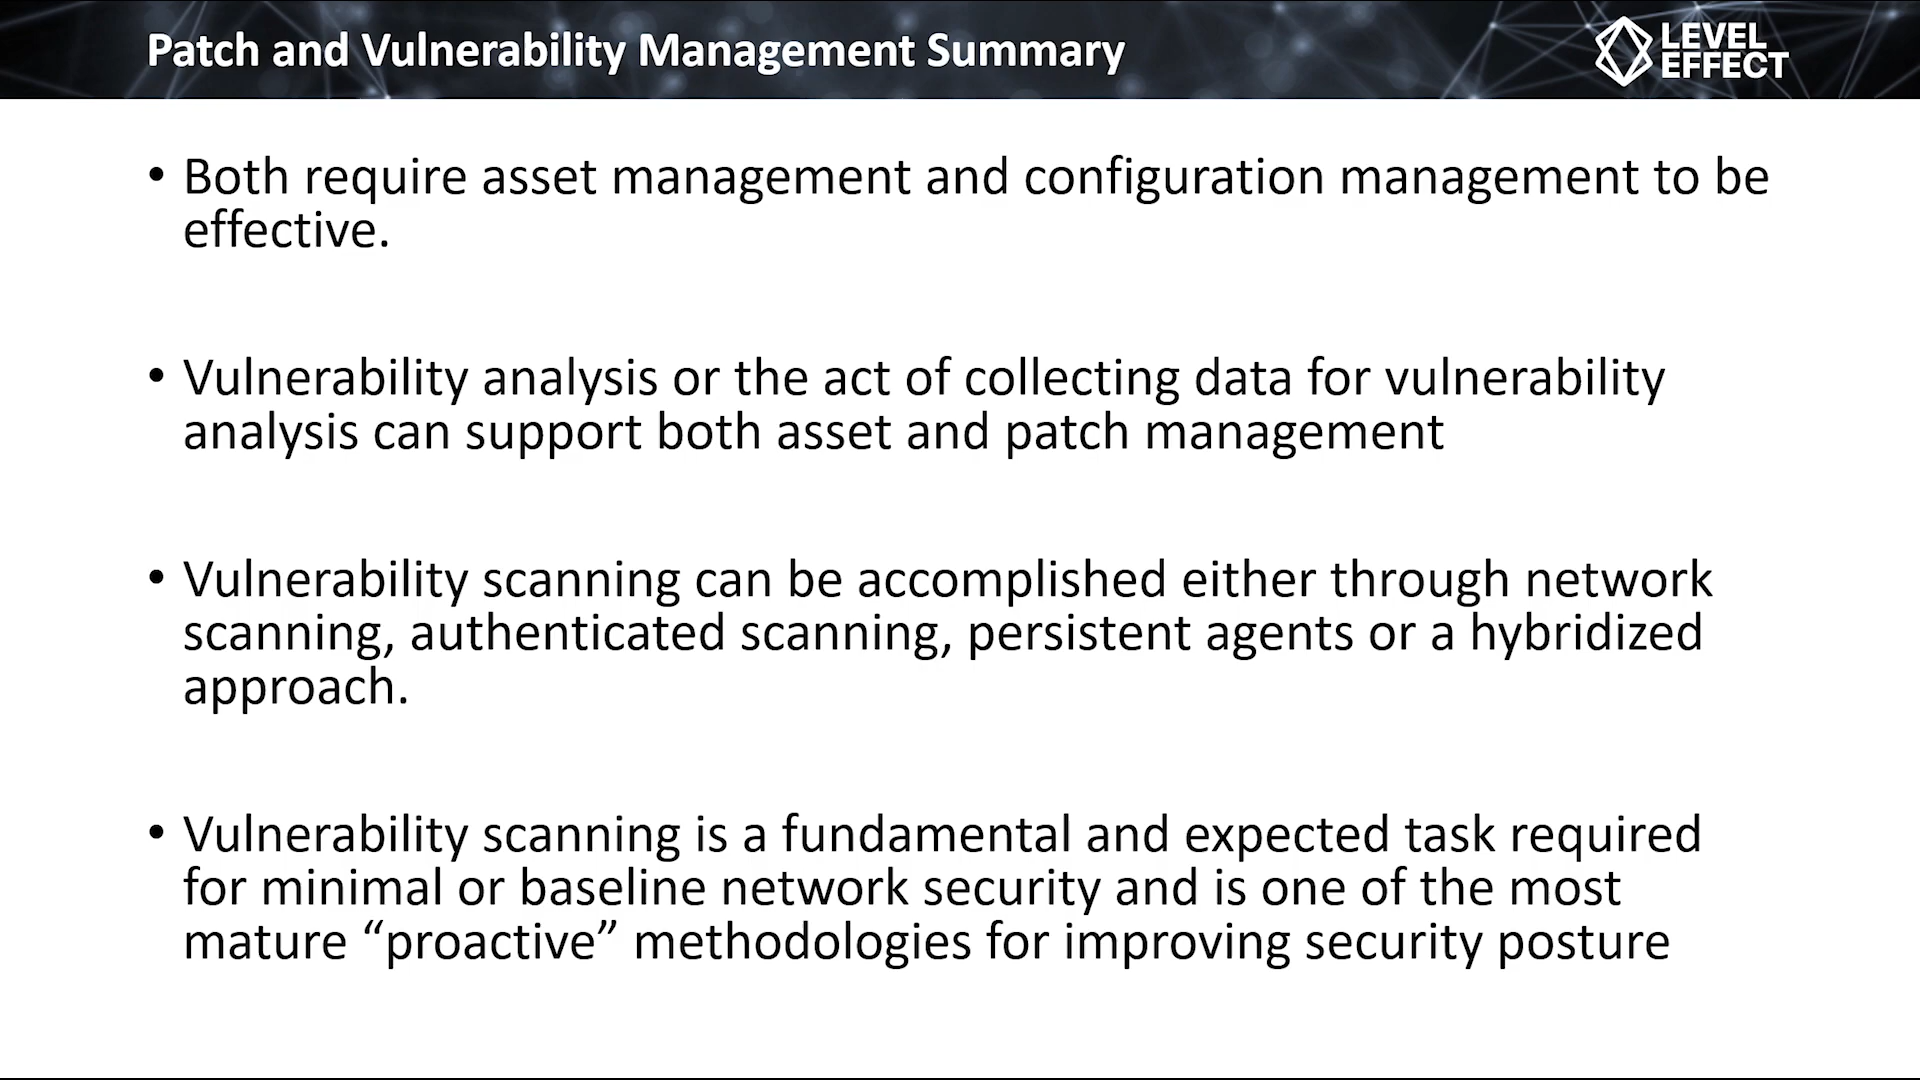 Patch and Vulnerability Management Summary
LEVEL
EFFECT
• Both require asset management and configuration management to be
effective.
• Vulnerability analysis or the act of collecting data for vulnerability
analysis can support both asset and patch management
• Vulnerability scanning can be accomplished either through network
scanning, authenticated scanning, persistent agents or a hybridized
approach.
• Vulnerability scanning is a fundamental and expected task required
for minimal or baseline network security and is one of the most
mature “proactive” methodologies for improving security posture